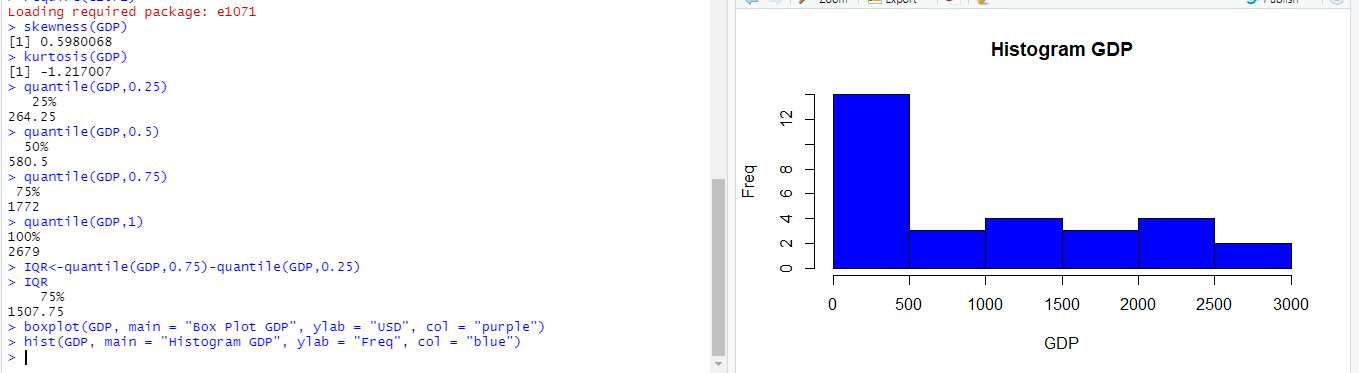 Loading required package: e1071
> skewness(GDP)
[1] 0.5980068
> kurtosis(GDP)
[1] -1.217007
> quantile(GDP,0.25)
25%
264.25
> quantile(GDP,0.5)
50%
580.5
> quantile(GDP,0.75)
75%
1772
> quantile(GDP,1)
100%
2679
> IQR<-quantile(GDP,0.75)-quantile(GDP,0.25)
> IQR
75%
1507.75
> boxplot(GDP, main = "Box Plot GDP", ylab = "USD", col = "purple")
> hist(GDP, main = "Histogram GDP", ylab = "Freq", col = "blue")
>
Zoom Export Publish
Histogram GDP
Freq
12
8
6
4
2
0
0 500 1000 1500 2000 2500 3000
GDP